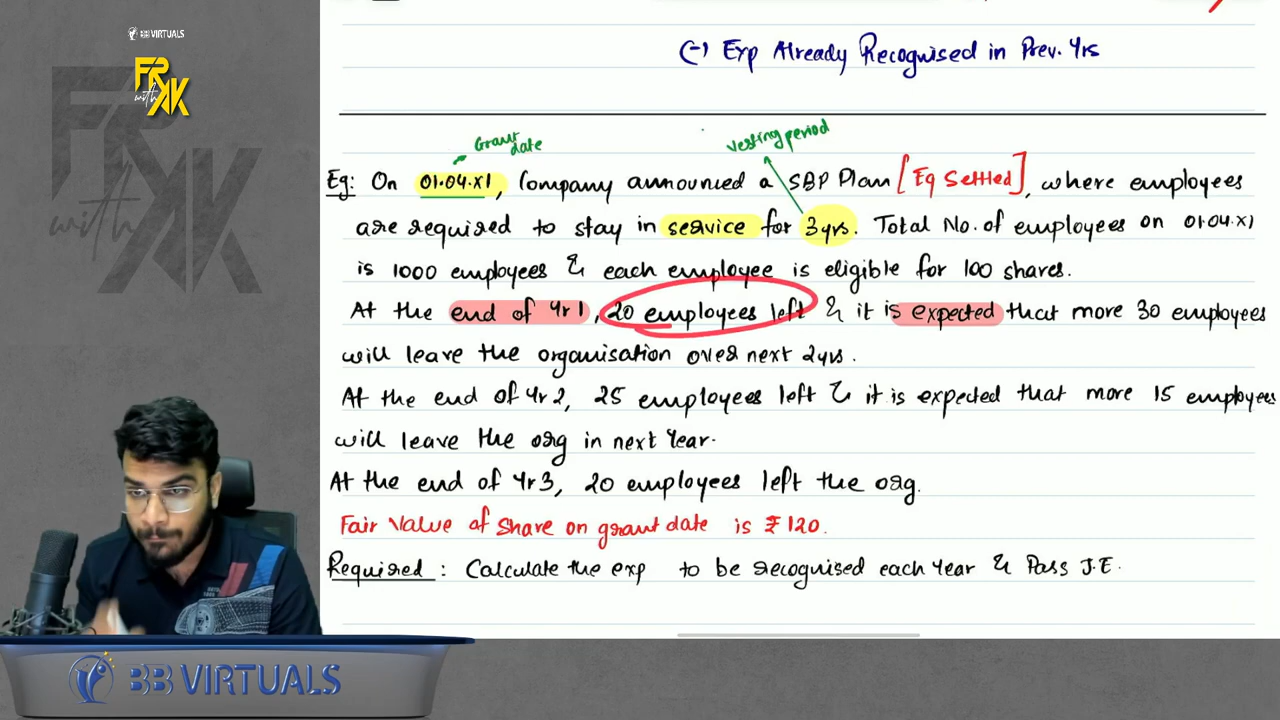 BB VIRTUALS
FR
with
KK
(-) Exp Already Recognised in Prev. Yrs
Grant date
Vesting period
Eg: On 01.04.X1, Company announced a SBP Plan [Eq Settled], where employees
are required to stay in service for 3yrs. Total No. of employees on 01.04.X1
is 1000 employees & each employee is eligible for 100 shares.
At the end of Yr1, 20 employees left & it is expected that more 30 employees
will leave the organisation over next 2yrs.
At the end of Yr2, 25 employees left & it is expected that more 15 employees
will leave the org in next Year.
At the end of Yr3, 20 employees left the org.
Fair Value of Share on grant date is ₹120.
Required: Calculate the exp to be recognised each Year & Pass J.E.
BB VIRTUALS